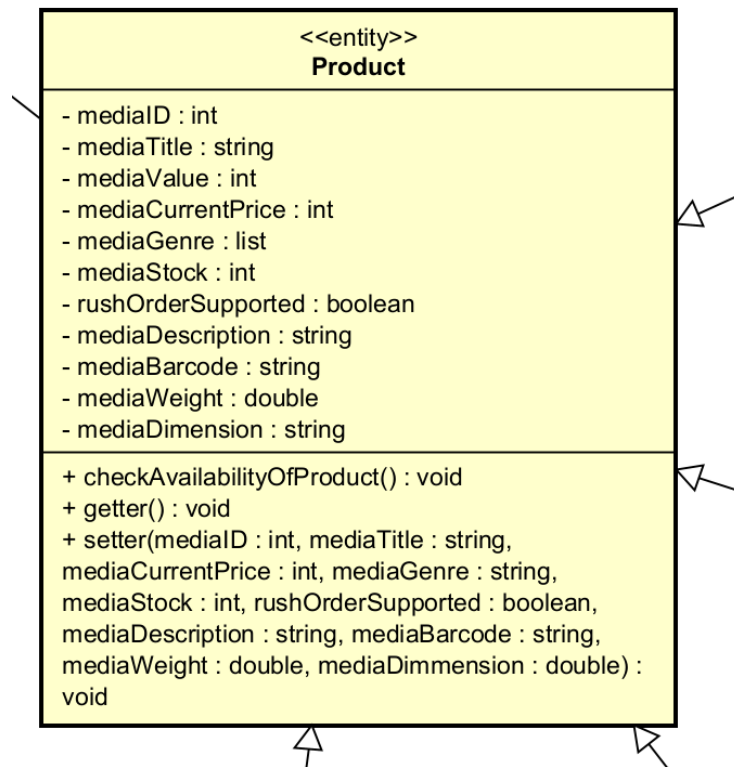 <<entity>>
Product
- mediaID : int
- mediaTitle : string
- mediaValue : int
- mediaCurrentPrice : int
- mediaGenre : list
- mediaStock : int
- rushOrderSupported : boolean
- mediaDescription : string
- mediaBarcode : string
- mediaWeight : double
- mediaDimension : string
+ checkAvailabilityOfProduct() : void
+ getter() : void
+ setter(mediaID : int, mediaTitle : string,
mediaCurrentPrice : int, mediaGenre : string,
mediaStock : int, rushOrderSupported : boolean,
mediaDescription : string, mediaBarcode : string,
mediaWeight : double, mediaDimmension : double) :
void